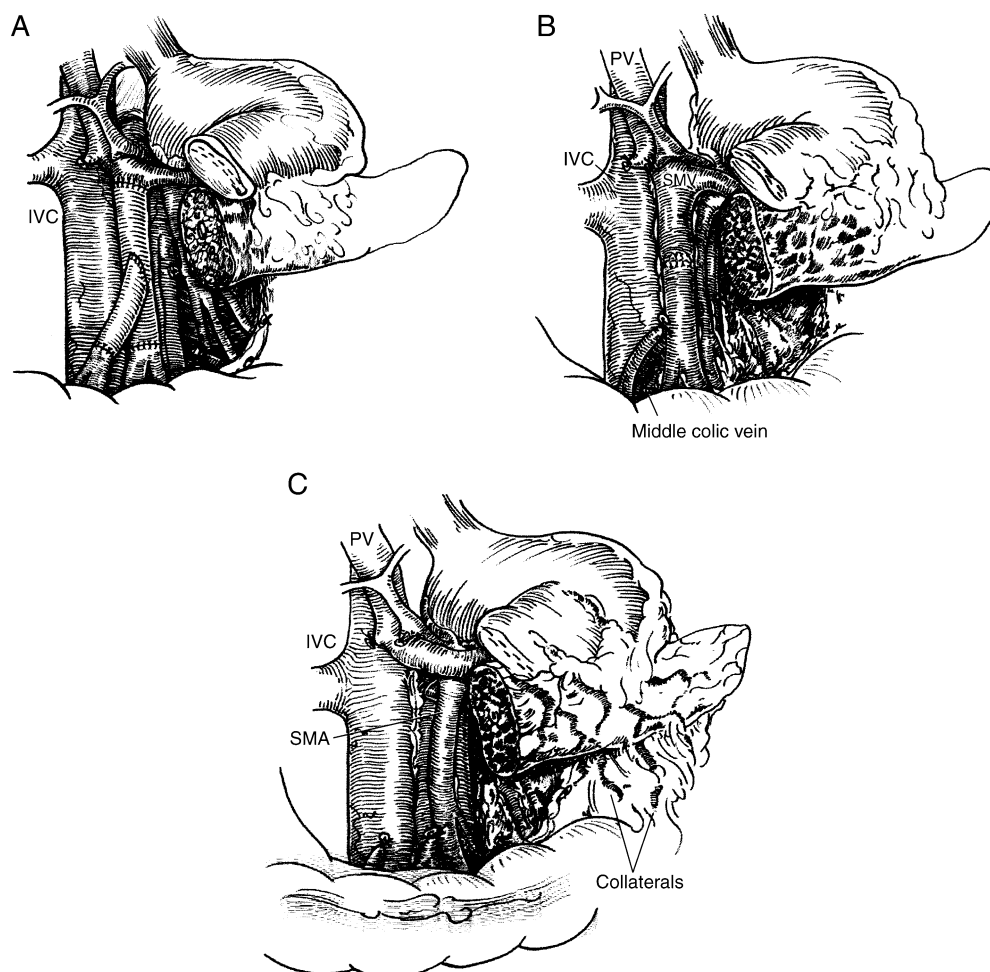 A
IVC
B
PV
IVC
SMV
Middle colic vein
C
PV
IVC
SMA
Collaterals